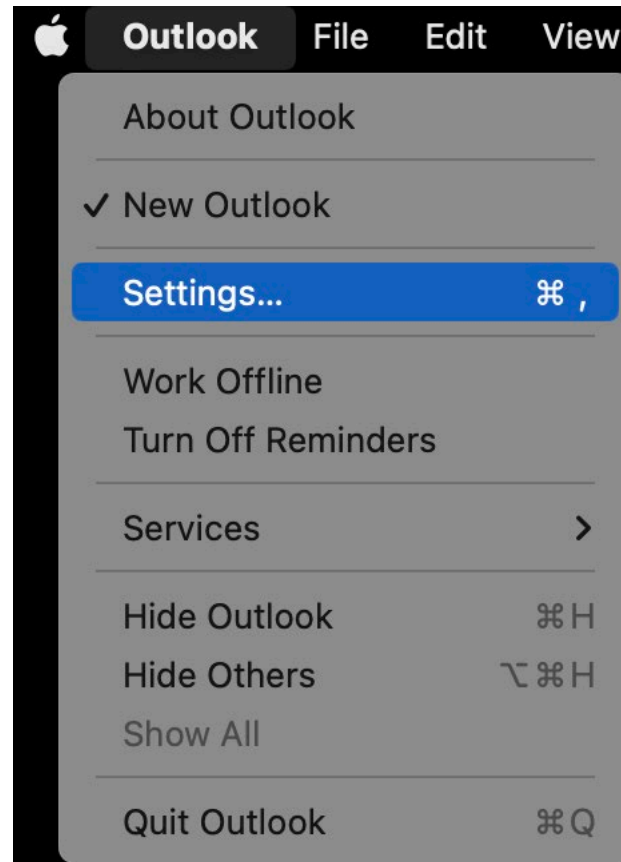 Outlook File Edit View
About Outlook
✓ New Outlook
Settings... ⌘ ,
Work Offline
Turn Off Reminders
Services >
Hide Outlook ⌘H
Hide Others ⌥⌘H
Show All
Quit Outlook ⌘Q